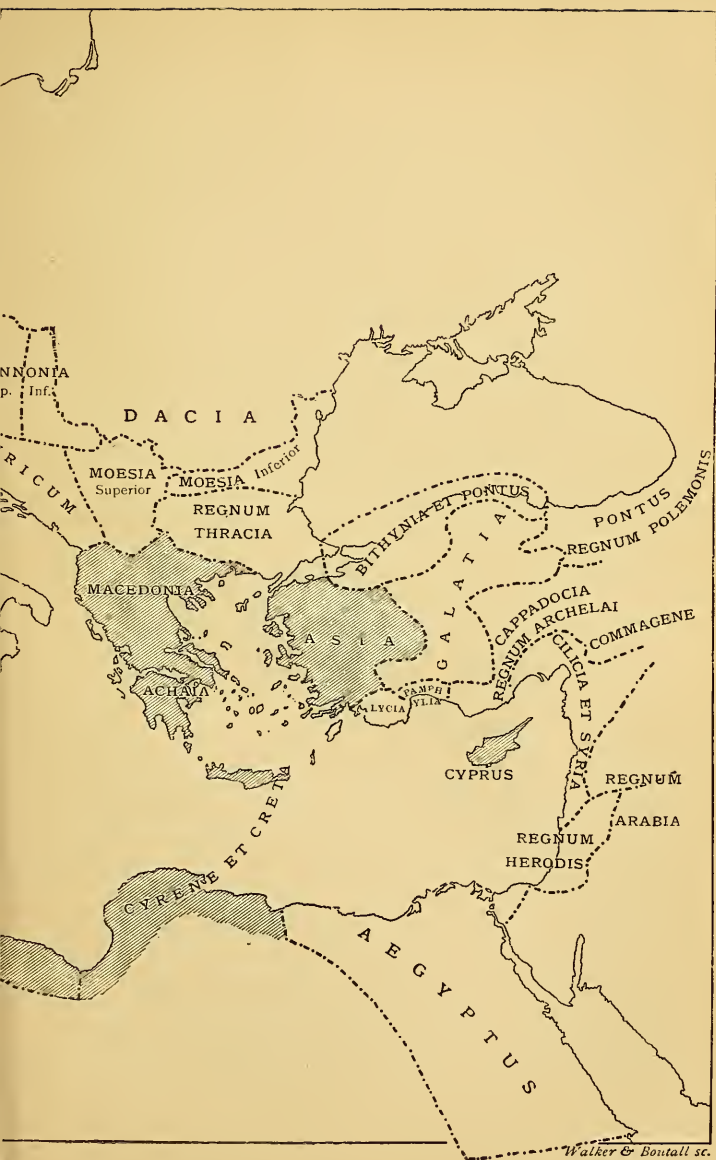 NNONIA
p. Inf.
DACIA
RICUM
MOESIA
Superior
MOESIA Inferior
REGNUM
THRACIA
BITHYNIA ET PONTUS
PONTUS
REGNUM POLEMONIS
MACEDONIA
ASIA
GALATIA
CAPPADOCIA
REGNUM ARCHELAI
COMMAGENE
CILICIA ET SYRIA
ACHAIA
LYCIA
PAMPH
YLIA
CYPRUS
REGNUM
ARABIA
REGNUM
HERODIS
CYRENE ET CRETA
AEGYPTUS
Walker & Boutall sc.